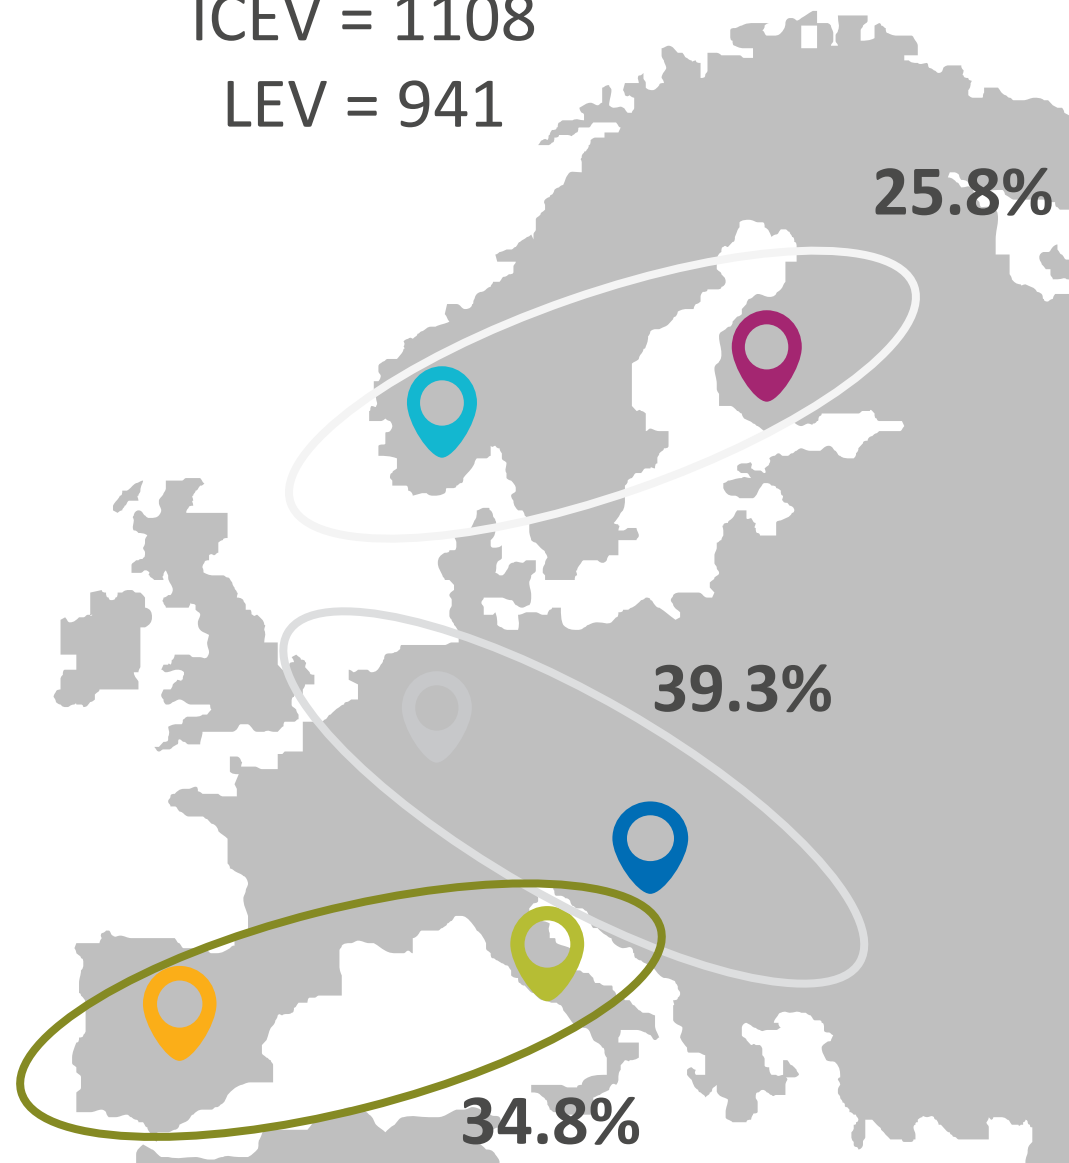 ICEV = 1108
LEV = 941
25.8%
39.3%
34.8%